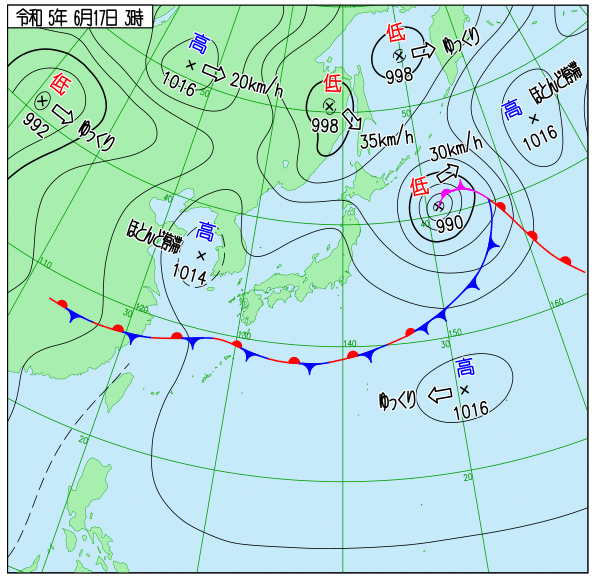 令和 5年 6月17日 3時
高
1016
20km/h
50
低
992
ゆっくり
低
998
35km/h
低
998
ゆっくり
50
ほとんど停滞
高
1016
30km/h
低
990
40
40
ほとんど停滞
高
1014
110
120
30
130
140
150
30
160
高
1016
ゆっくり
20
20